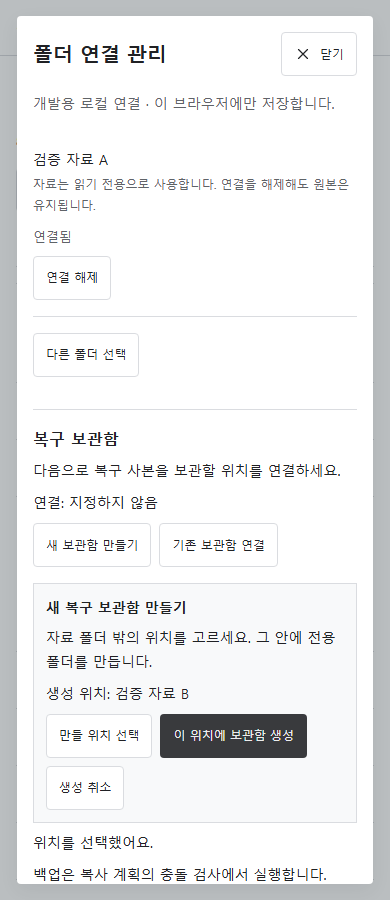 폴더 연결 관리
닫기
개발용 로컬 연결 · 이 브라우저에만 저장합니다.
검증 자료 A
자료는 읽기 전용으로 사용합니다. 연결을 해제해도 원본은
유지됩니다.
연결됨
연결 해제
다른 폴더 선택
복구 보관함
다음으로 복구 사본을 보관할 위치를 연결하세요.
연결: 지정하지 않음
새 보관함 만들기
기존 보관함 연결
새 복구 보관함 만들기
자료 폴더 밖의 위치를 고르세요. 그 안에 전용
폴더를 만듭니다.
생성 위치: 검증 자료 B
만들 위치 선택
이 위치에 보관함 생성
생성 취소
위치를 선택했어요.
백업은 복사 계획의 충돌 검사에서 실행합니다.